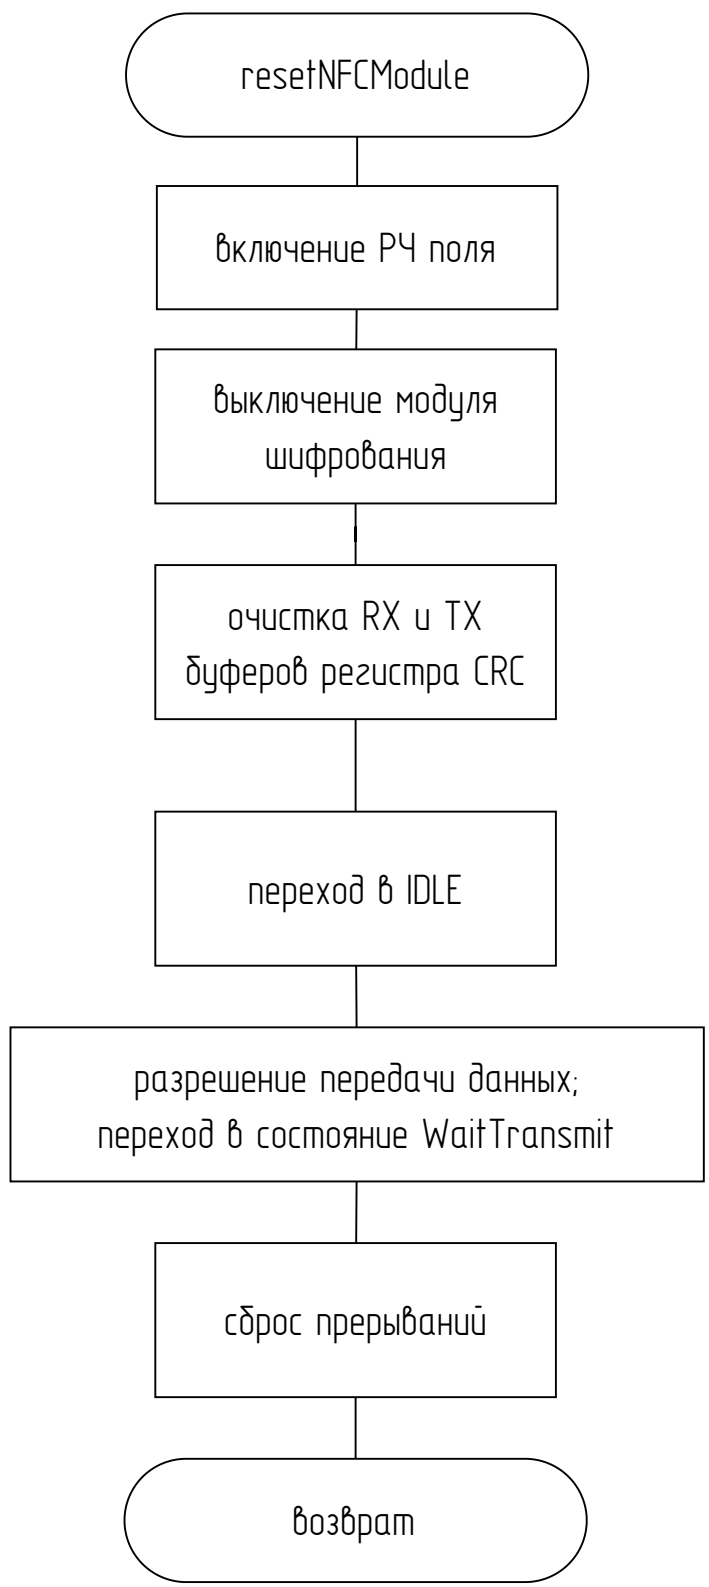 resetNFCModule
включение РЧ поля
выключение модуля
шифрования
очистка RX и TX
буферов регистра CRC
переход в IDLE
разрешение передачи данных;
переход в состояние WaitTransmit
сброс прерываний
возврат